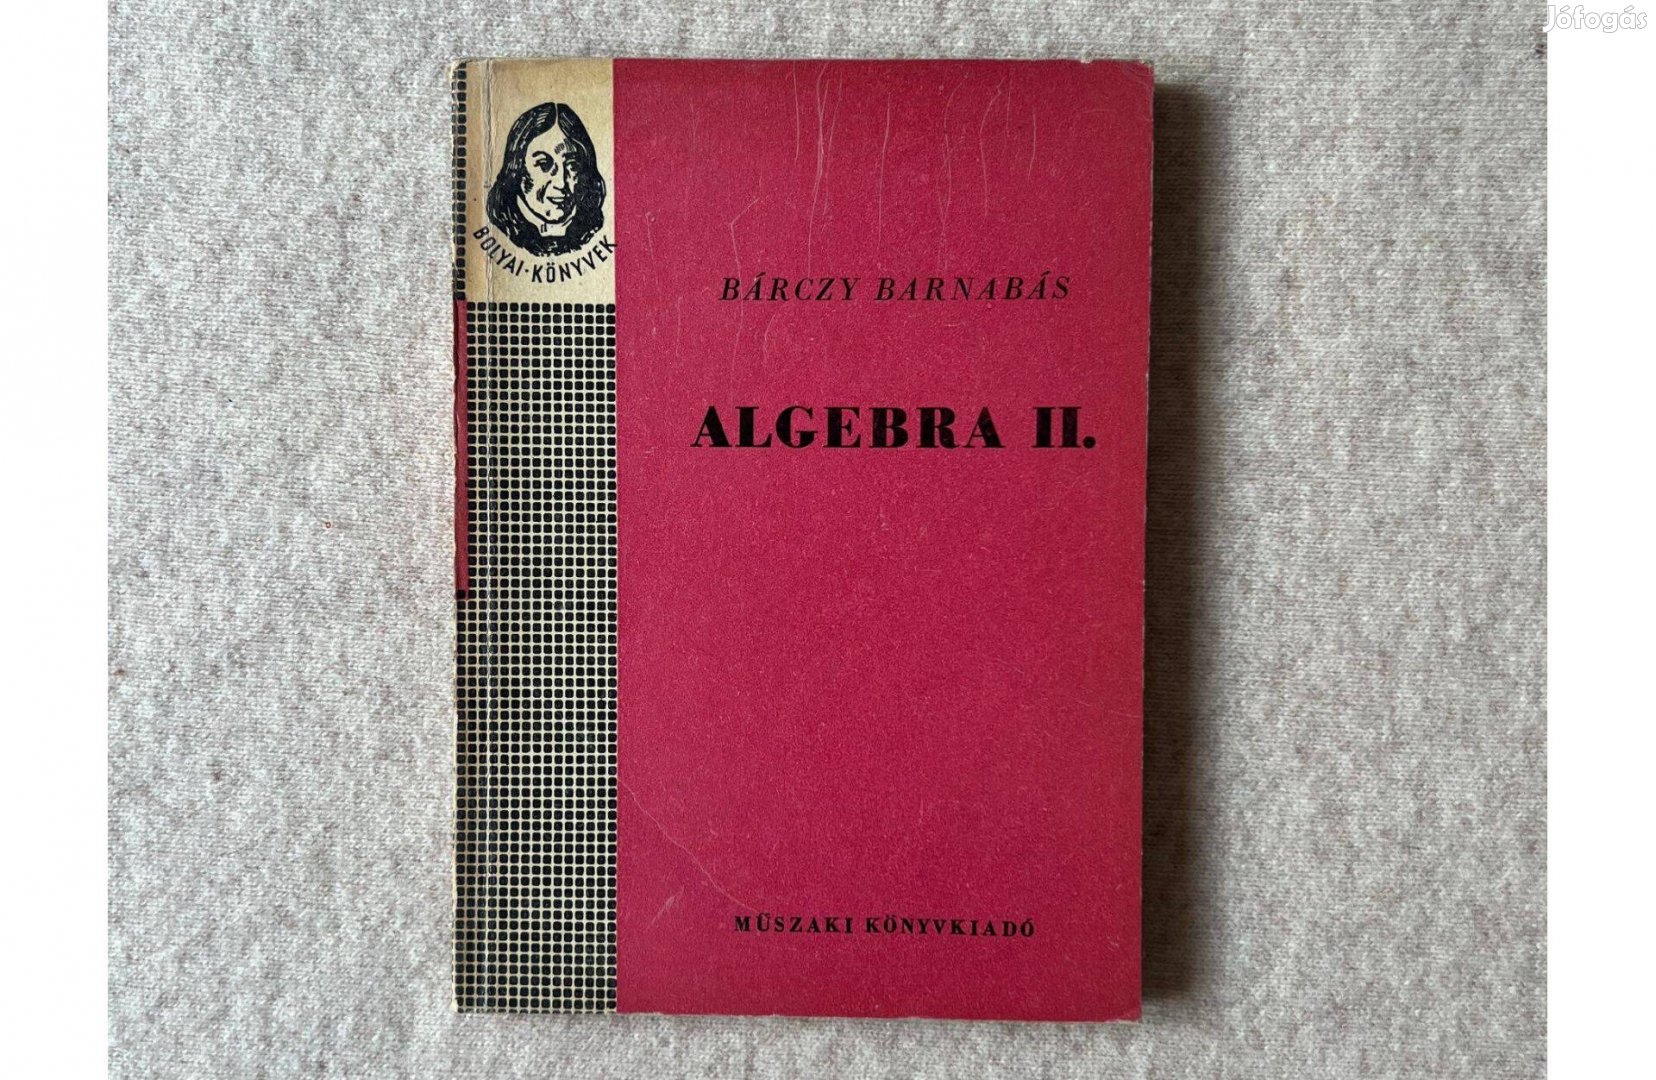 Jófogás
BOLYAI-KÖNYVEK
BÁRCZY BARNABÁS
ALGEBRA II.
MŰSZAKI KÖNYVKIADÓ